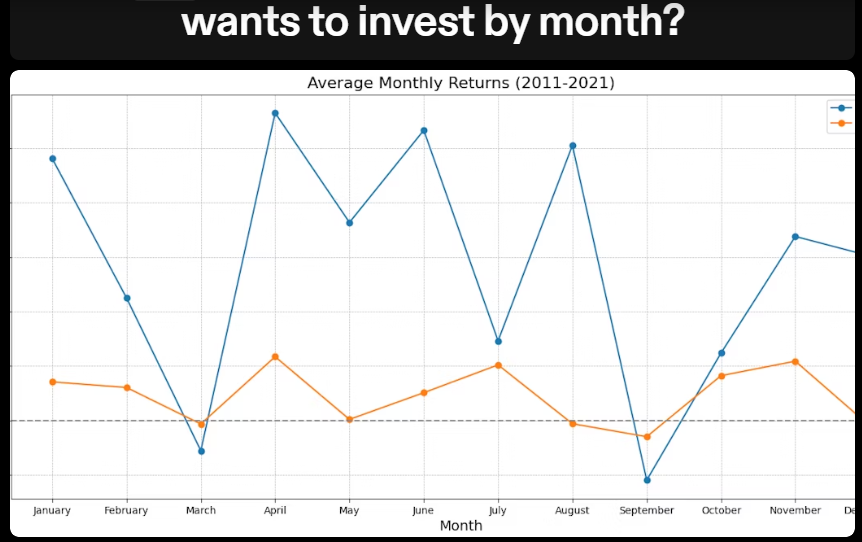 wants to invest by month?
Average Monthly Returns (2011-2021)
January February March April May June July August September October November
Month